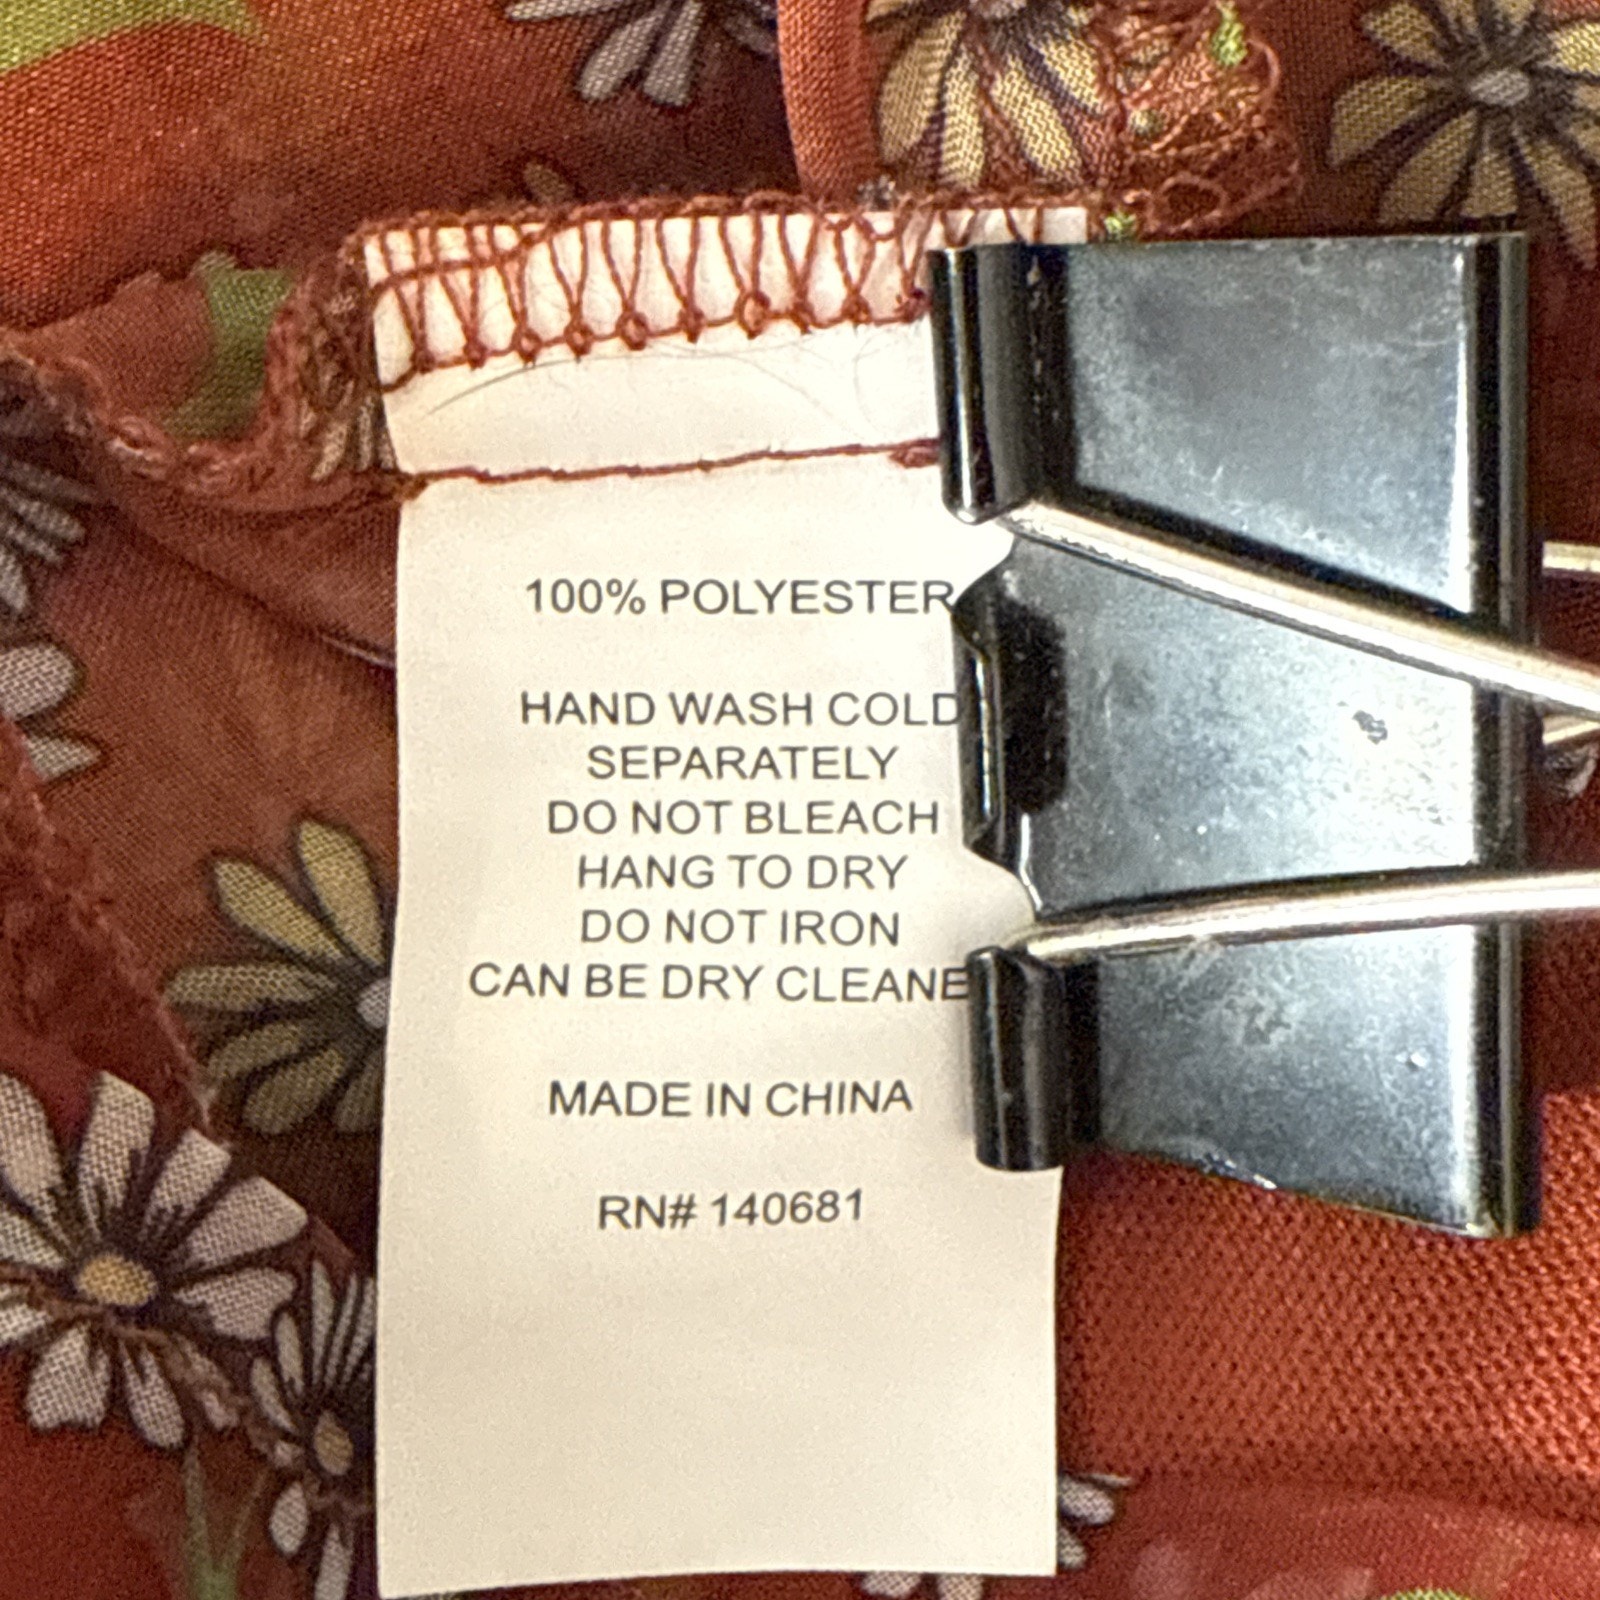 100% POLYESTER
HAND WASH COLD
SEPARATELY
DO NOT BLEACH
HANG TO DRY
DO NOT IRON
CAN BE DRY CLEANE
MADE IN CHINA
RN# 140681